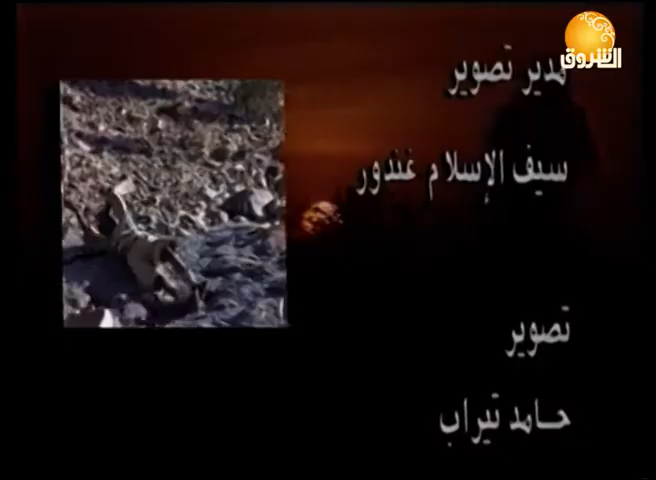 الشروق
مدير تصوير
سيف الإسلام غندور
تصوير
حامد تيراب